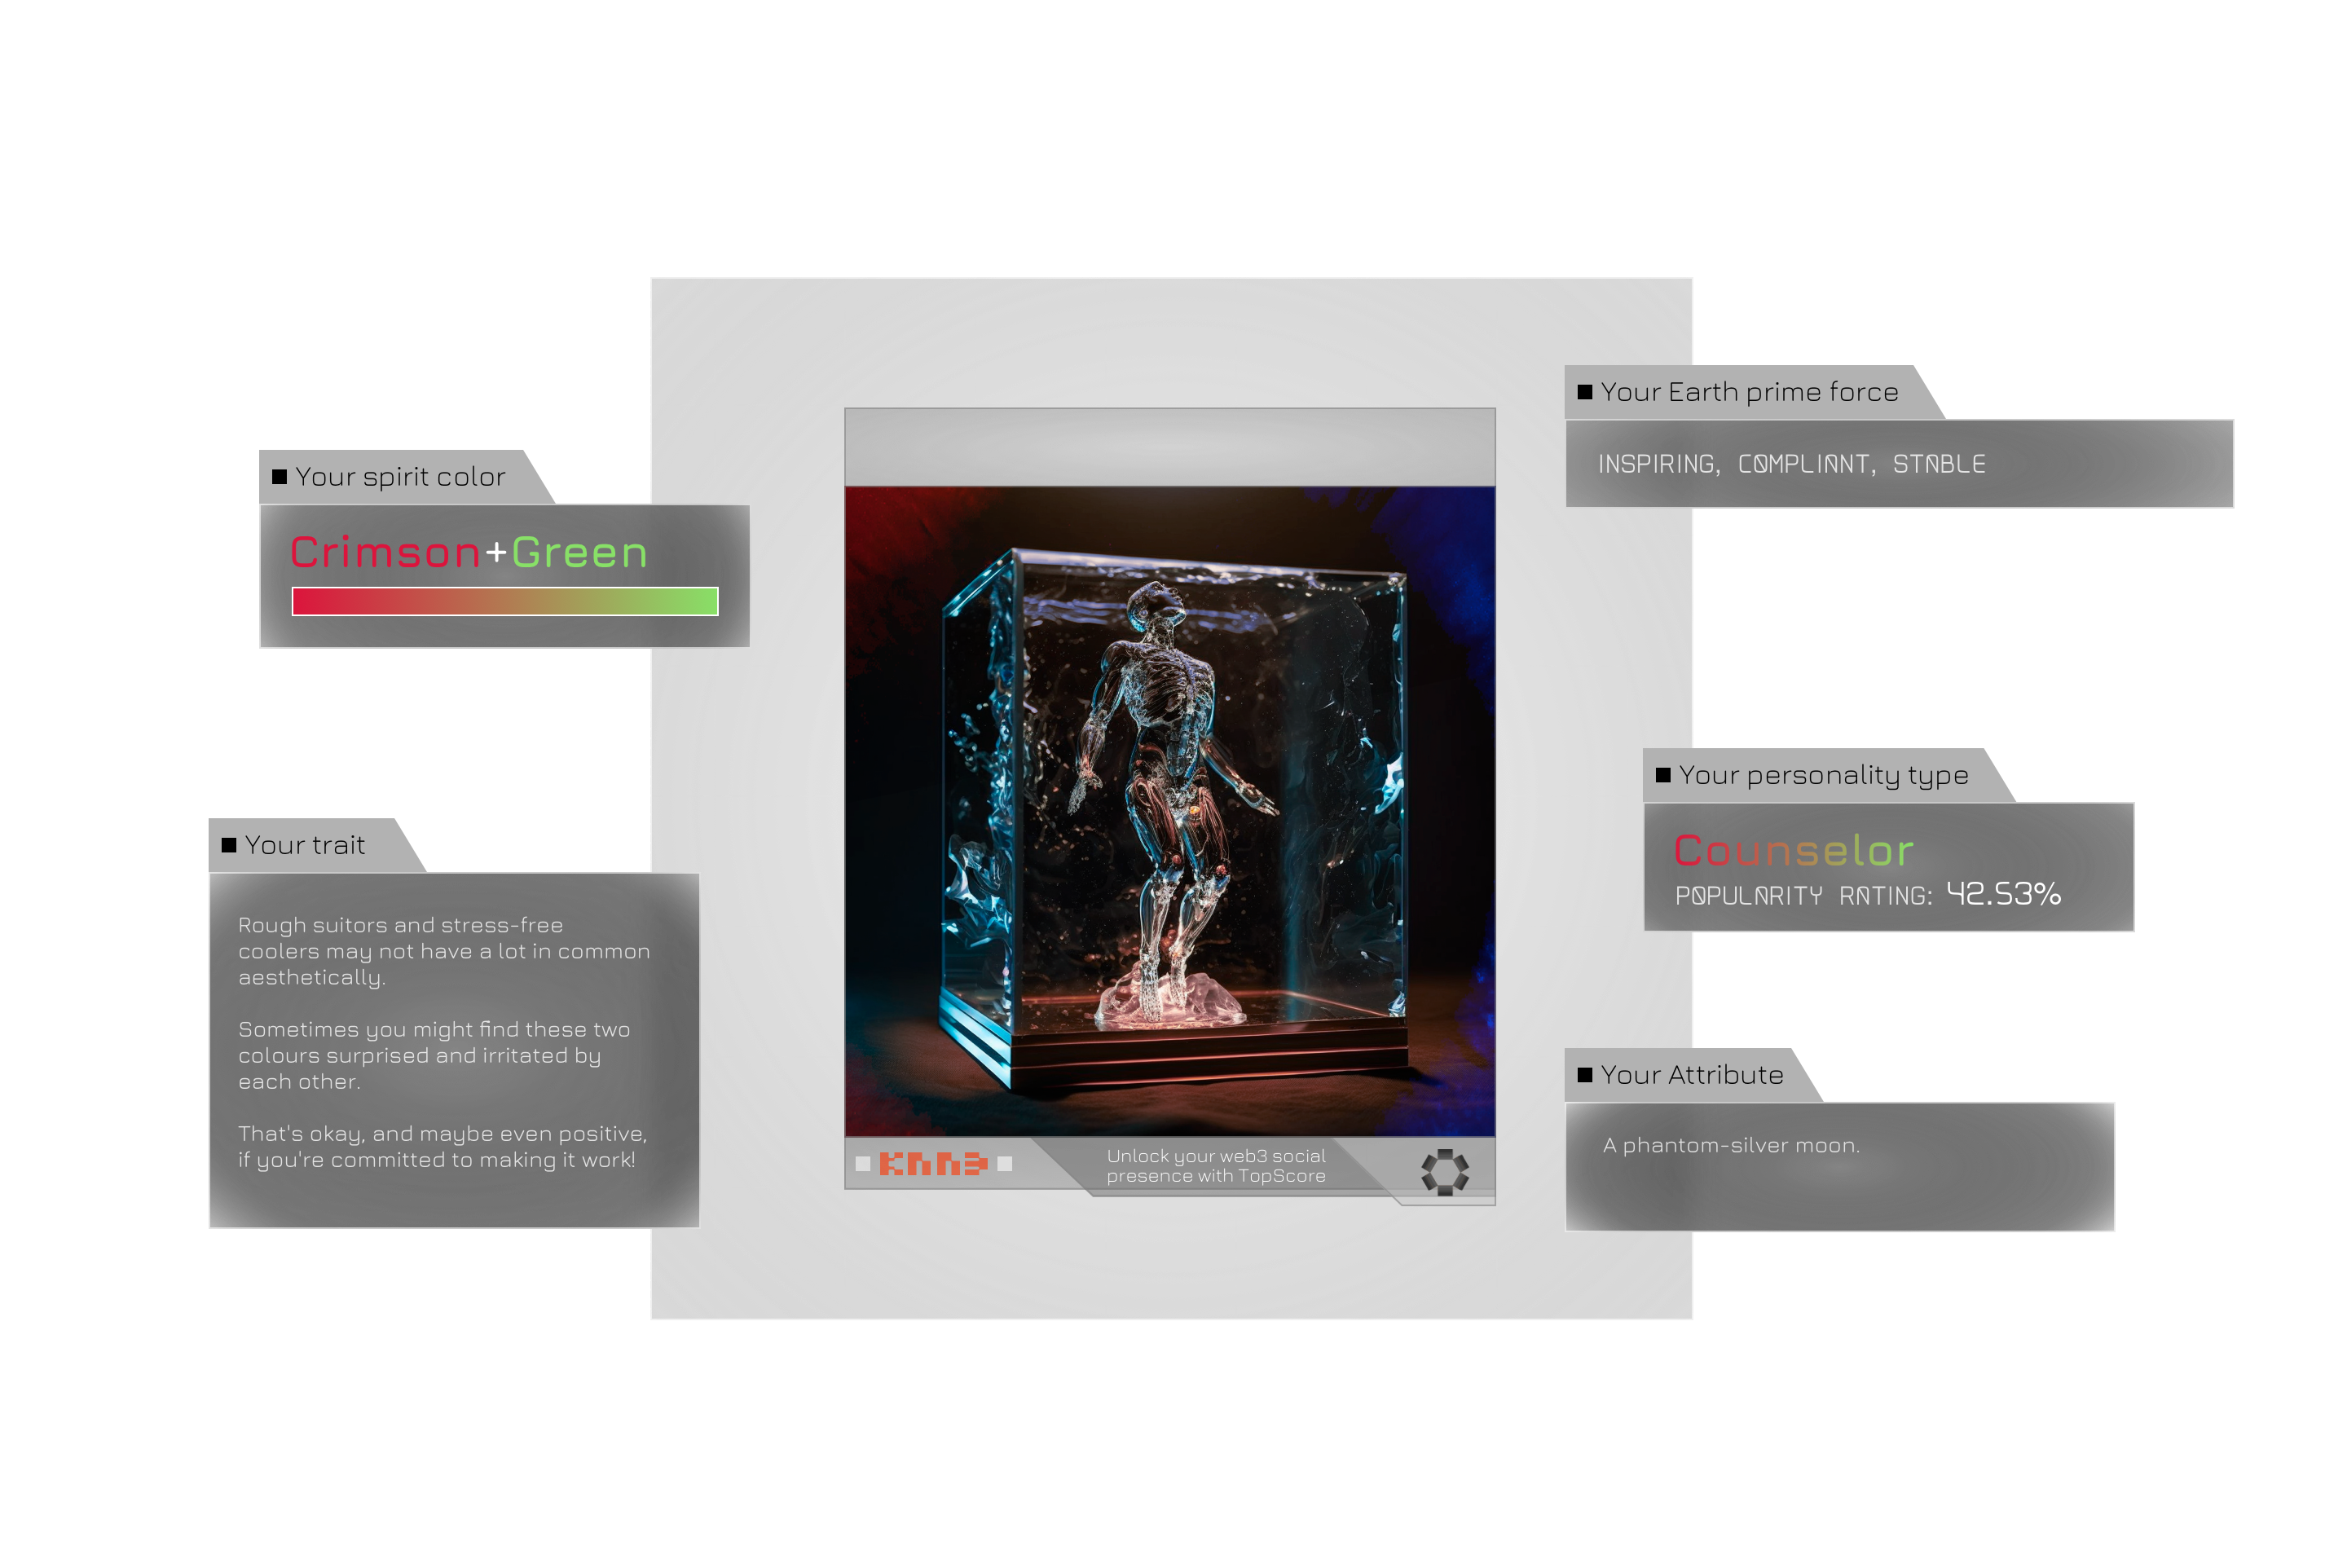 Your spirit color
Crimson+Green
Your trait
Rough suitors and stress-free
coolers may not have a lot in common
aesthetically.
Sometimes you might find these two
colours surprised and irritated by
each other.
That's okay, and maybe even positive,
if you're committed to making it work!
KNN3
Unlock your web3 social
presence with TopScore
Your Earth prime force
INSPIRING, COMPLIANT, STABLE
Your personality type
Counselor
POPULARITY RATING: 42.53%
Your Attribute
A phantom-silver moon.